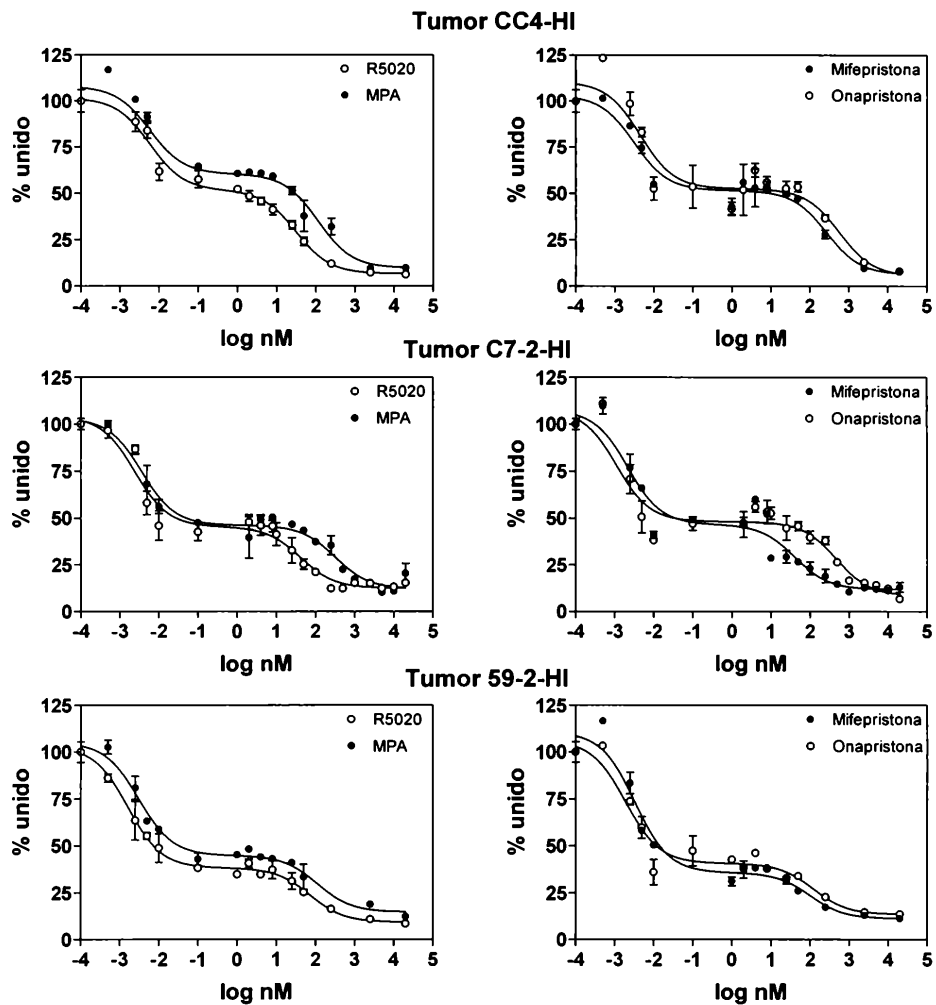 Tumor CC4-HI
125
100
75
50
25
0
% unido
-4 -3 -2 -1 0 1 2 3 4 5
log nM
R5020
MPA
125
100
75
50
25
0
% unido
-4 -3 -2 -1 0 1 2 3 4 5
log nM
Mifepristona
Onapristona
Tumor C7-2-HI
125
100
75
50
25
0
% unido
-4 -3 -2 -1 0 1 2 3 4 5
log nM
R5020
MPA
125
100
75
50
25
0
% unido
-4 -3 -2 -1 0 1 2 3 4 5
log nM
Mifepristona
Onapristona
Tumor 59-2-HI
125
100
75
50
25
0
% unido
-4 -3 -2 -1 0 1 2 3 4 5
log nM
R5020
MPA
125
100
75
50
25
0
% unido
-4 -3 -2 -1 0 1 2 3 4 5
log nM
Mifepristona
Onapristona